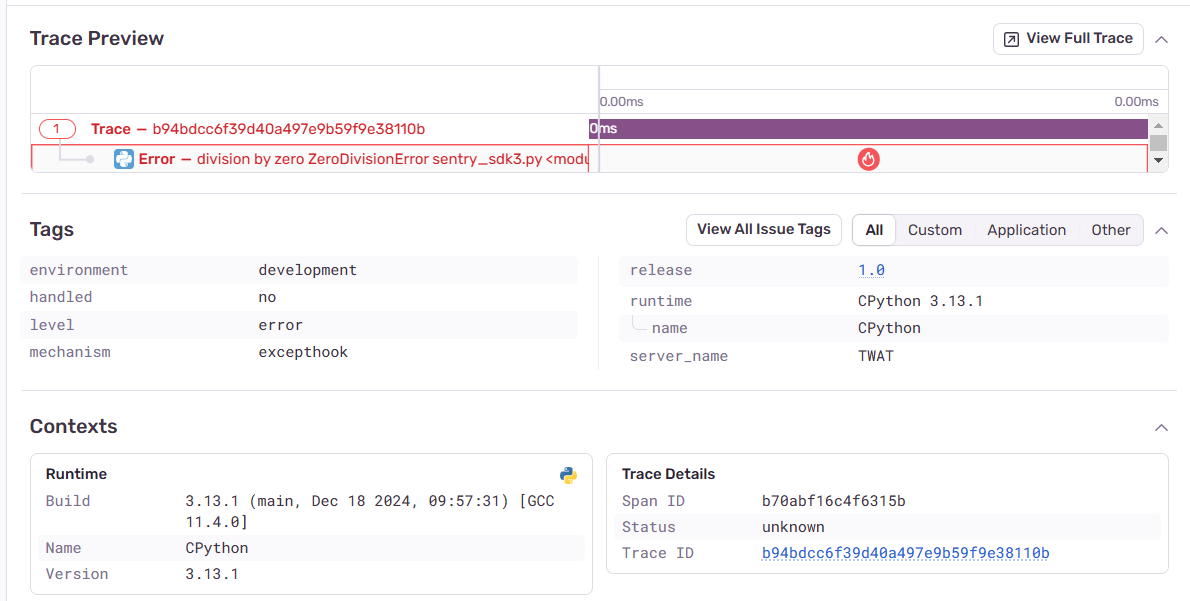 Trace Preview
View Full Trace
0.00ms 0.00ms
1 Trace — b94bdcc6f39d40a497e9b59f9e38110b 0ms
Error — division by zero ZeroDivisionError sentry_sdk3.py <modu
Tags
View All Issue Tags All Custom Application Other
environment development
handled no
level error
mechanism excepthook
release 1.0
runtime CPython 3.13.1
name CPython
server_name TWAT
Contexts
Runtime
Build 3.13.1 (main, Dec 18 2024, 09:57:31) [GCC
11.4.0]
Name CPython
Version 3.13.1
Trace Details
Span ID b70abf16c4f6315b
Status unknown
Trace ID b94bdcc6f39d40a497e9b59f9e38110b